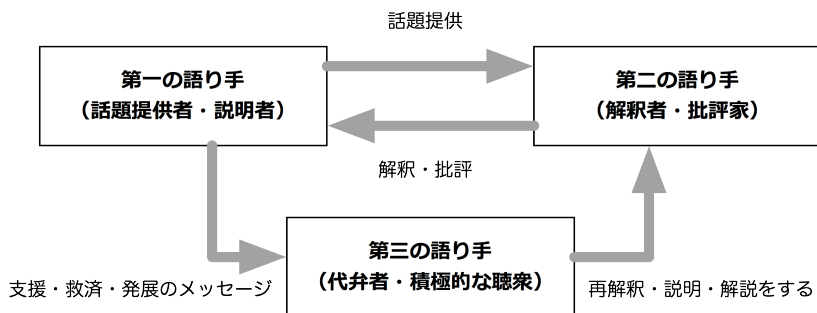 話題提供
第一の語り手
（話題提供者・説明者）
第二の語り手
（解釈者・批評家）
解釈・批評
第三の語り手
（代弁者・積極的な聴衆）
支援・救済・発展のメッセージ
再解釈・説明・解説をする